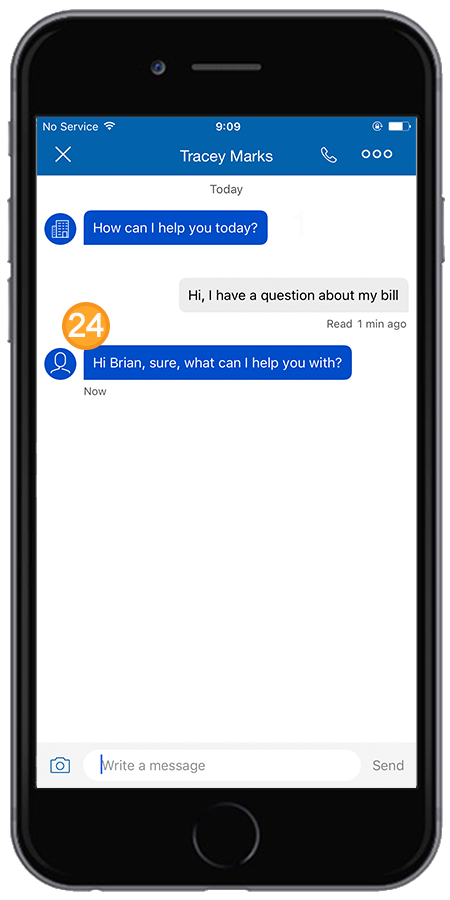 No Service 9:09
Tracey Marks
Today
How can I help you today?
Hi, I have a question about my bill
Read 1 min ago
24
Hi Brian, sure, what can I help you with?
Now
Write a message Send